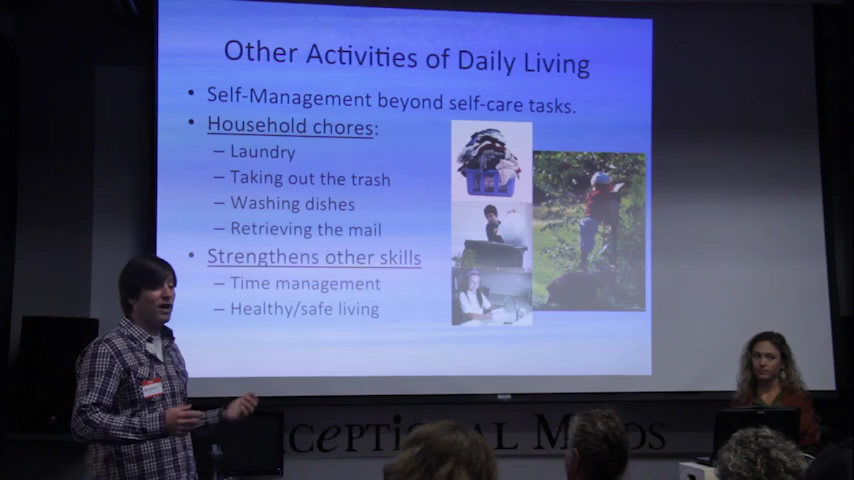 Other Activities of Daily Living
• Self-Management beyond self-care tasks.
• Household chores:
– Laundry
– Taking out the trash
– Washing dishes
– Retrieving the mail
• Strengthens other skills
– Time management
– Healthy/safe living